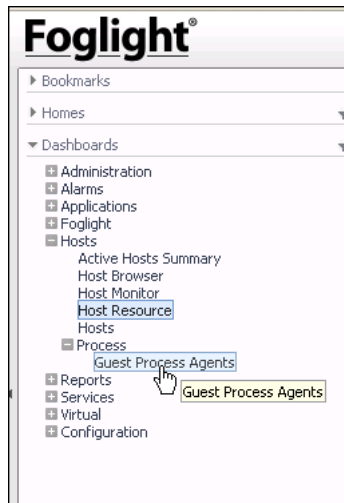 Foglight®
Bookmarks
Homes
Dashboards
Administration
Alarms
Applications
Foglight
Hosts
Active Hosts Summary
Host Browser
Host Monitor
Host Resource
Hosts
Process
Guest Process Agents
Guest Process Agents
Reports
Services
Virtual
Configuration